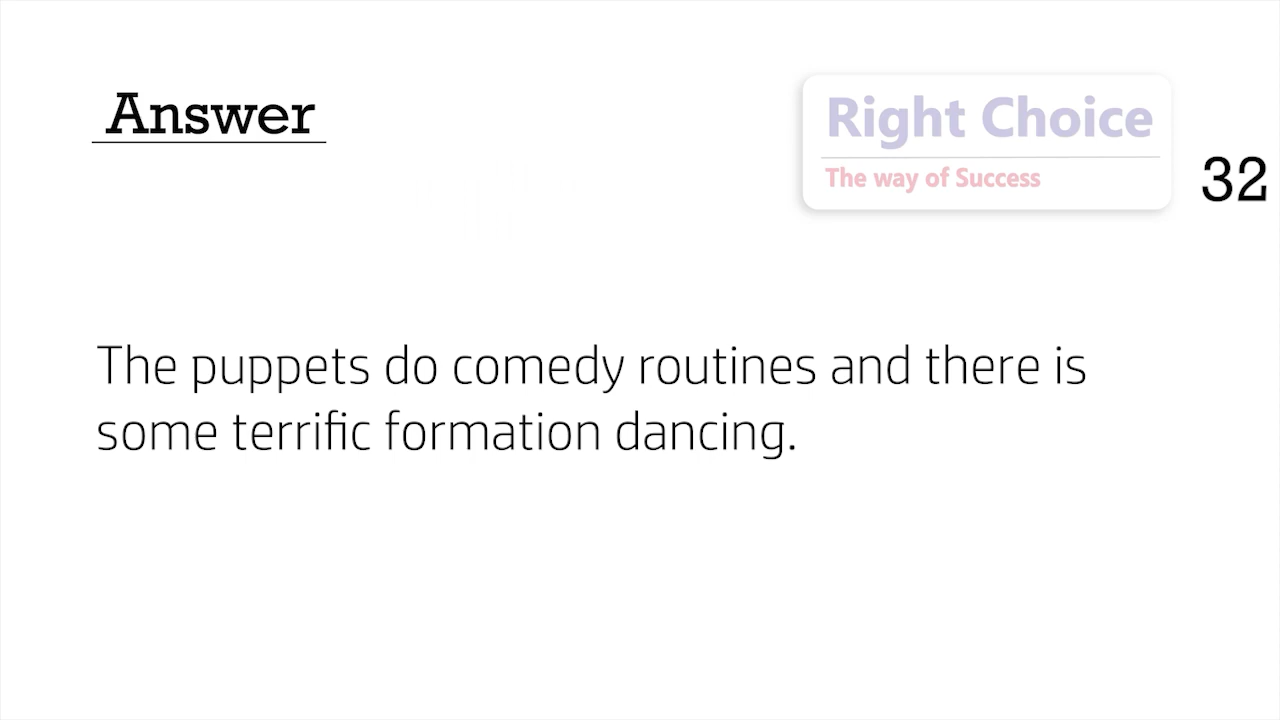 Answer
Right Choice
The way of Success
32
The puppets do comedy routines and there is
some terrific formation dancing.